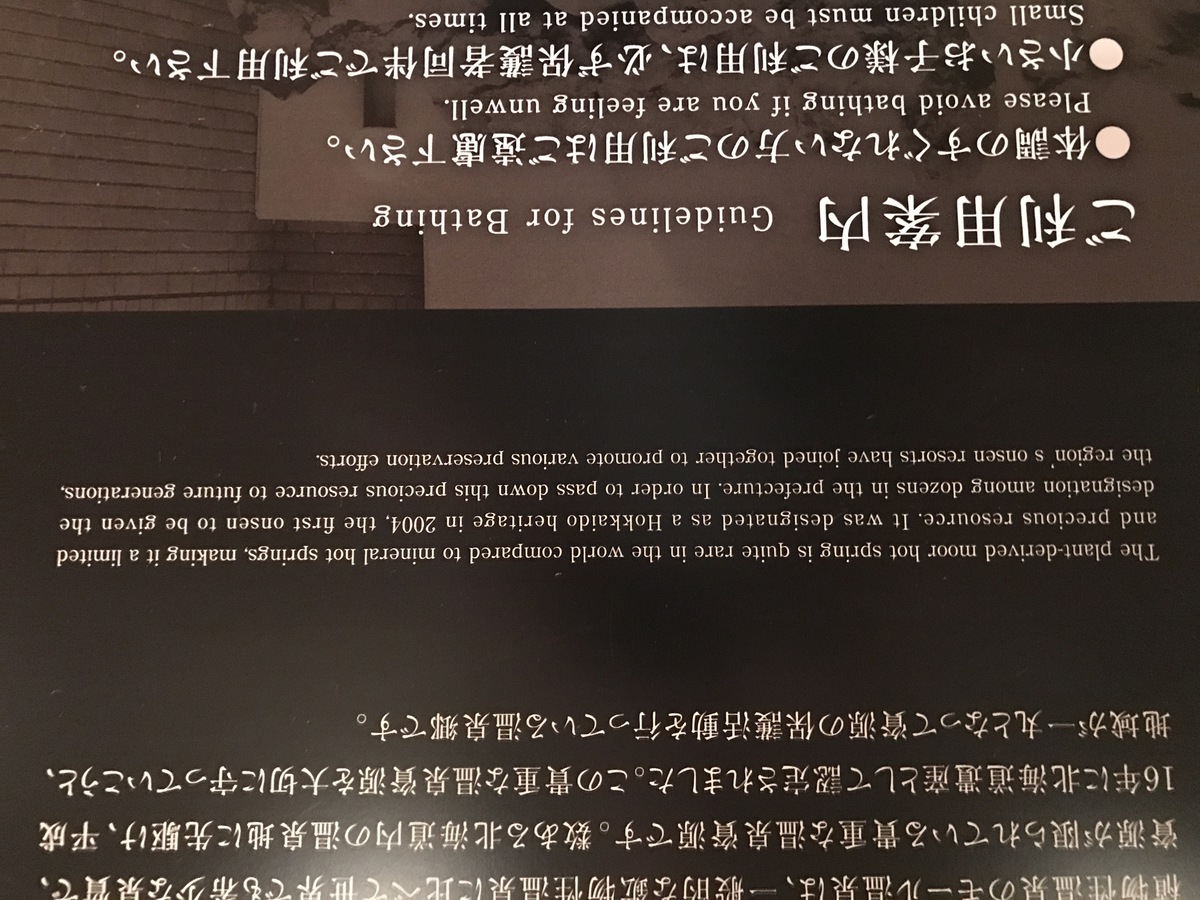 植物性温泉のモール温泉は、一般的な鉱物性温泉に比べて世界でも希少な泉質で、
資源が限られている貴重な温泉資源です。数ある北海道内の温泉地に先駆け、平成
16年に北海道遺産として認定されました。この貴重な温泉資源を大切に守っていこうと、
地域が一丸となって資源の保護活動を行っている温泉郷です。
The plant-derived moor hot spring is quite rare in the world compared to mineral hot springs, making it a limited
and precious resource. It was designated as a Hokkaido heritage in 2004, the first onsen to be given the
designation among dozens in the prefecture. In order to pass down this precious resource to future generations,
the region's onsen resorts have joined together to promote various preservation efforts.
ご利用案内 Guidelines for Bathing
●体調のすぐれない方のご利用はご遠慮下さい。
Please avoid bathing if you are feeling unwell.
●小さいお子様のご利用は、必ず保護者同伴でご利用下さい。
Small children must be accompanied at all times.